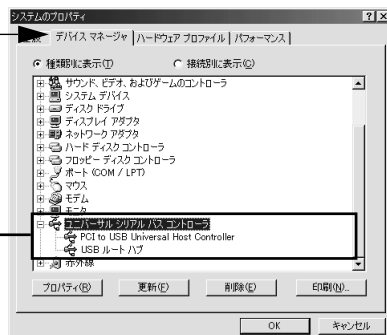 システムのプロパティ
全般 デバイス マネージャ ハードウェア プロファイル パフォーマンス
種類別に表示(T) 接続別に表示(C)
サウンド、ビデオ、およびゲームのコントローラ
システム デバイス
ディスク ドライブ
ディスプレイ アダプタ
ネットワーク アダプタ
ハード ディスク コントローラ
フロッピー ディスク コントローラ
ポート (COM / LPT)
マウス
モデム
モニタ
ユニバーサル シリアル バス コントローラ
PCI to USB Universal Host Controller
USB ルート ハブ
赤外線
プロパティ(R) 更新(F) 削除(E) 印刷(N)...
OK キャンセル